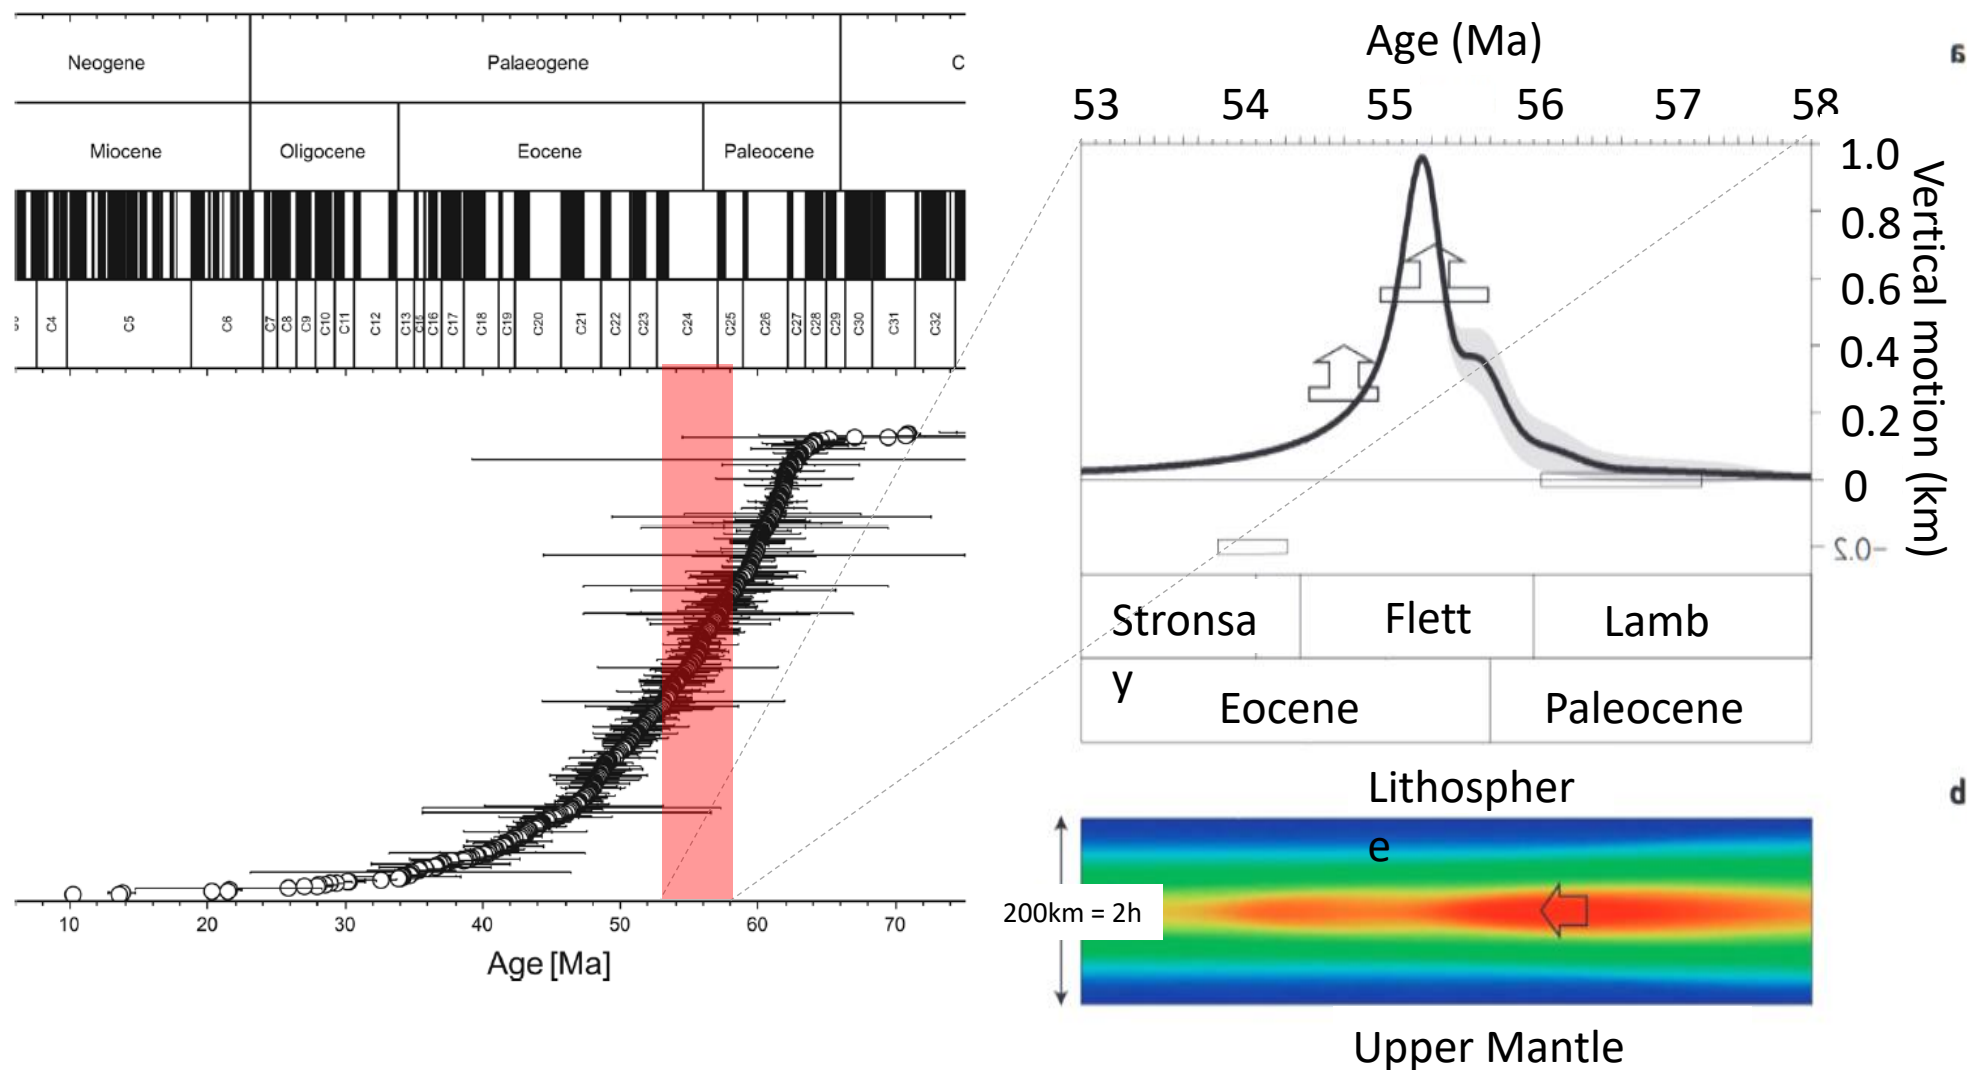 Neogene
Palaeogene
C
Miocene
Oligocene
Eocene
Paleocene
C4
C5
C6
C7
C8
C9
C10
C11
C12
C13
C15
C16
C17
C18
C19
C20
C21
C22
C23
C24
C25
C26
C27
C28
C29
C30
C31
C32
10
20
30
40
50
60
70
Age [Ma]
Age (Ma)
a
53
54
55
56
57
58
1.0
0.8
0.6
0.4
0.2
0
-0.2
Vertical motion (km)
Stronsa
y
Flett
Lamb
Eocene
Paleocene
Lithospher
e
b
200km = 2h
Upper Mantle